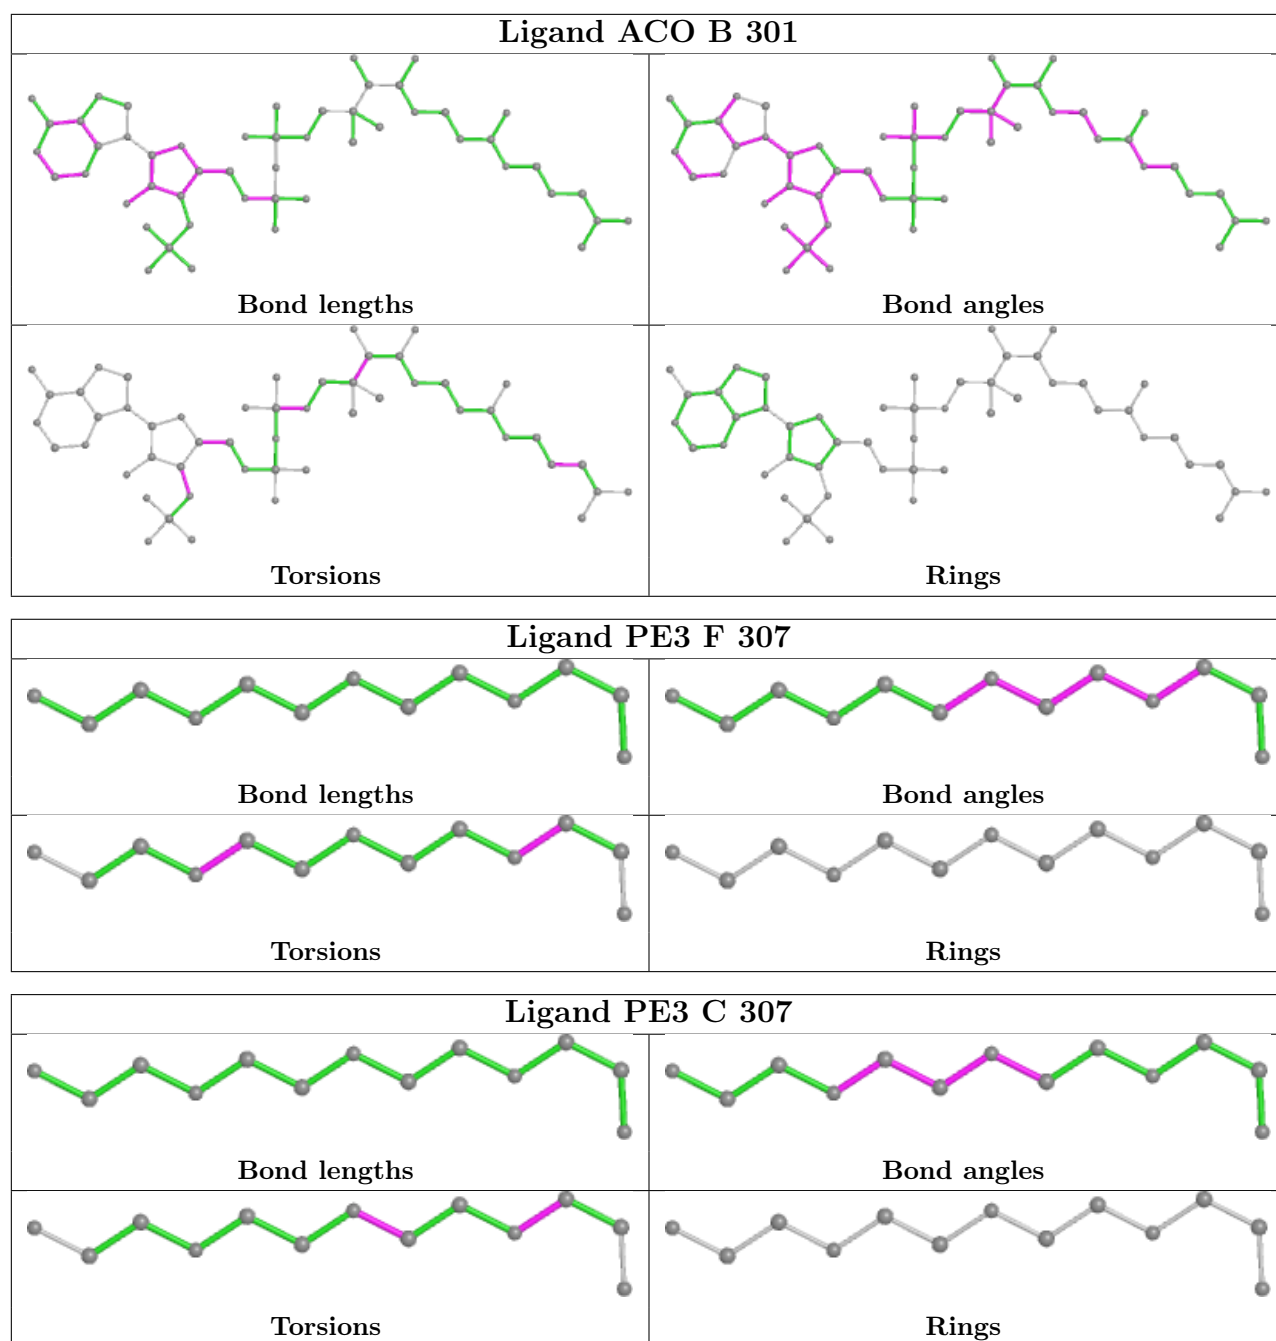 Ligand ACO B 301
Bond lengths
Bond angles
Torsions
Rings
Ligand PE3 F 307
Bond lengths
Bond angles
Torsions
Rings
Ligand PE3 C 307
Bond lengths
Bond angles
Torsions
Rings